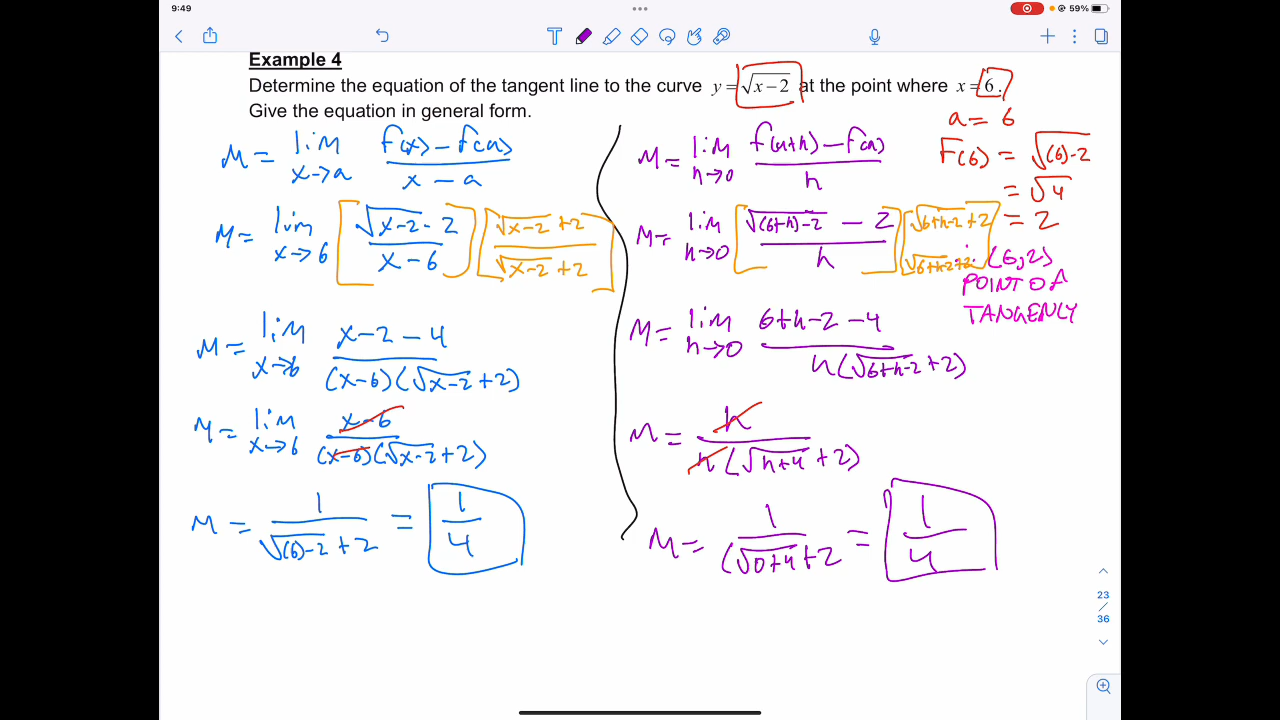 9:49
59%
Example 4
Determine the equation of the tangent line to the curve y = √(x−2) at the point where x = 6.
Give the equation in general form.
a = 6
F(6) = √((6)-2)
= √4
= 2
∴ (6,2)
POINT OF
TANGENCY
M = lim x→a (f(x) − f(a))/(x − a)
M = lim x→6 [(√(x−2) − 2)/(x − 6)] [(√(x−2) + 2)/(√(x−2) + 2)]
M = lim x→6 (x−2−4)/((x−6)(√(x−2) + 2))
M = lim x→6 (x−6)/((x−6)(√(x−2) + 2))
M = 1/(√((6)−2) + 2) = 1/4
M = lim h→0 (f(a+h) − f(a))/h
M = lim h→0 [(√((6+h)−2) − 2)/h] [(√(6+h−2) + 2)/(√(6+h−2) + 2)]
M = lim h→0 (6+h−2−4)/(h(√(6+h−2) + 2))
M = h/(h(√(h+4) + 2))
M = 1/((√(0+4) + 2 = 1/4
23
/
36